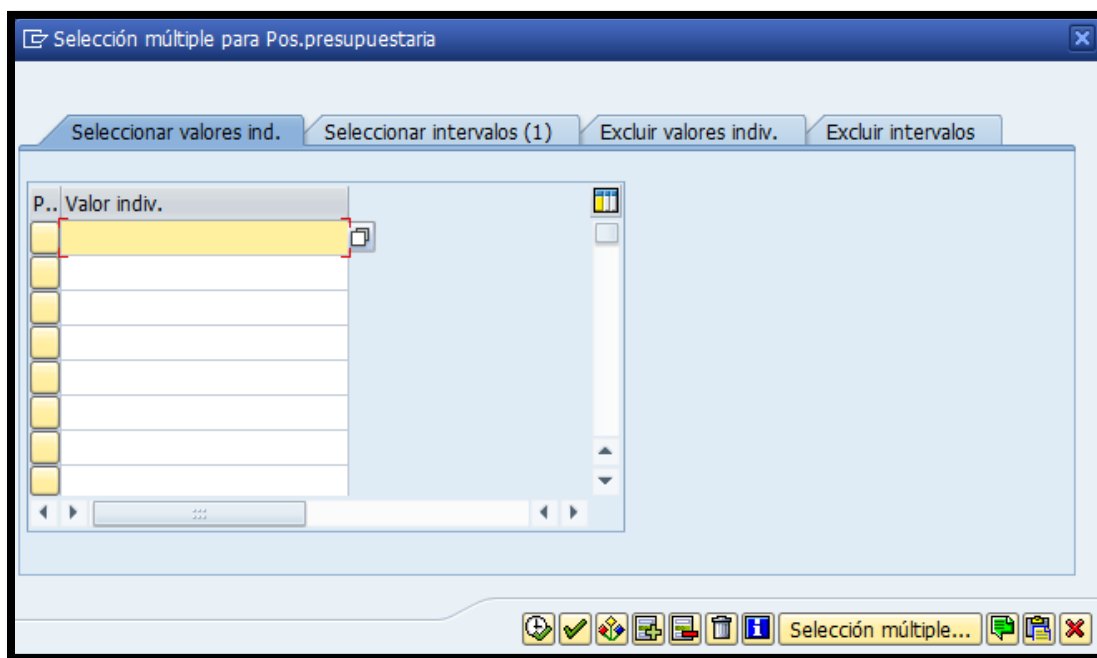 Selección múltiple para Pos.presupuestaria
Seleccionar valores ind.
Seleccionar intervalos (1)
Excluir valores indiv.
Excluir intervalos
P.. Valor indiv.
Selección múltiple...